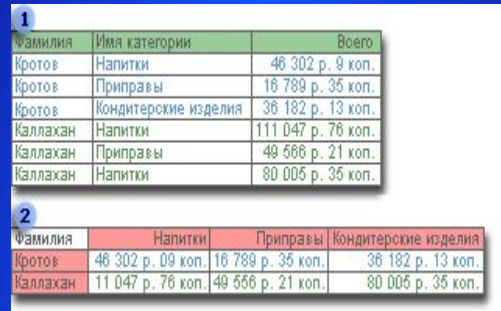 1
Фамилия Имя категории Всего
Кротов Напитки 46 302 р. 9 коп.
Кротов Приправы 16 789 р. 35 коп.
Кротов Кондитерские изделия 36 182 р. 13 коп.
Каллахан Напитки 111 047 р. 76 коп.
Каллахан Приправы 49 566 р. 21 коп.
Каллахан Напитки 80 005 р. 35 коп.
2
Фамилия Напитки Приправы Кондитерские изделия
Кротов 46 302 р. 09 коп. 16 789 р. 35 коп. 36 182 р. 13 коп.
Каллахан 11 047 р. 76 коп. 49 556 р. 21 коп. 80 005 р. 35 коп.